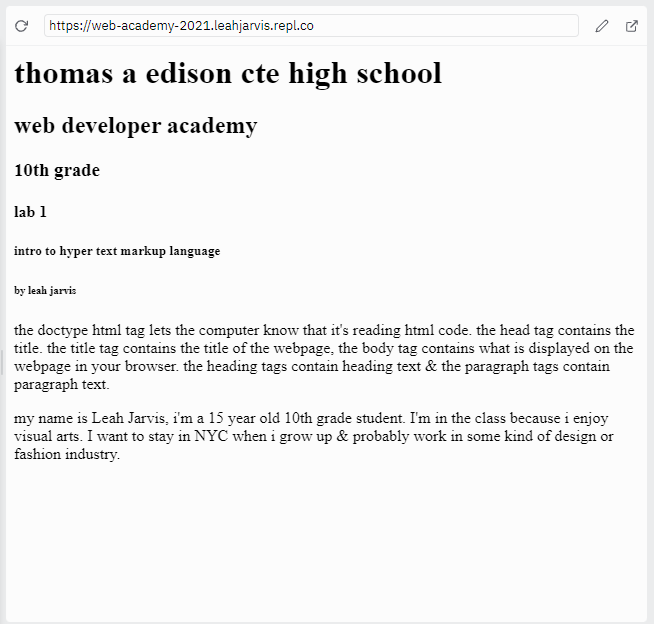 https://web-academy-2021.leahjarvis.repl.co
thomas a edison cte high school
web developer academy
10th grade
lab 1
intro to hyper text markup language
by leah jarvis
the doctype html tag lets the computer know that it's reading html code. the head tag contains the
title. the title tag contains the title of the webpage, the body tag contains what is displayed on the
webpage in your browser. the heading tags contain heading text & the paragraph tags contain
paragraph text.
my name is Leah Jarvis, i'm a 15 year old 10th grade student. I'm in the class because i enjoy
visual arts. I want to stay in NYC when i grow up & probably work in some kind of design or
fashion industry.